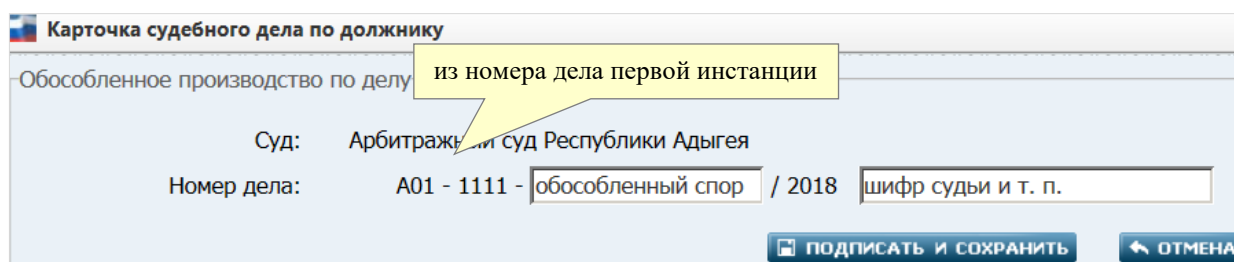 Карточка судебного дела по должнику
из номера дела первой инстанции
Обособленное производство по делу
Суд: Арбитражный суд Республики Адыгея
Номер дела: А01 - 1111 - обособленный спор / 2018 шифр судьи и т. п.
ПОДПИСАТЬ И СОХРАНИТЬ ОТМЕНА